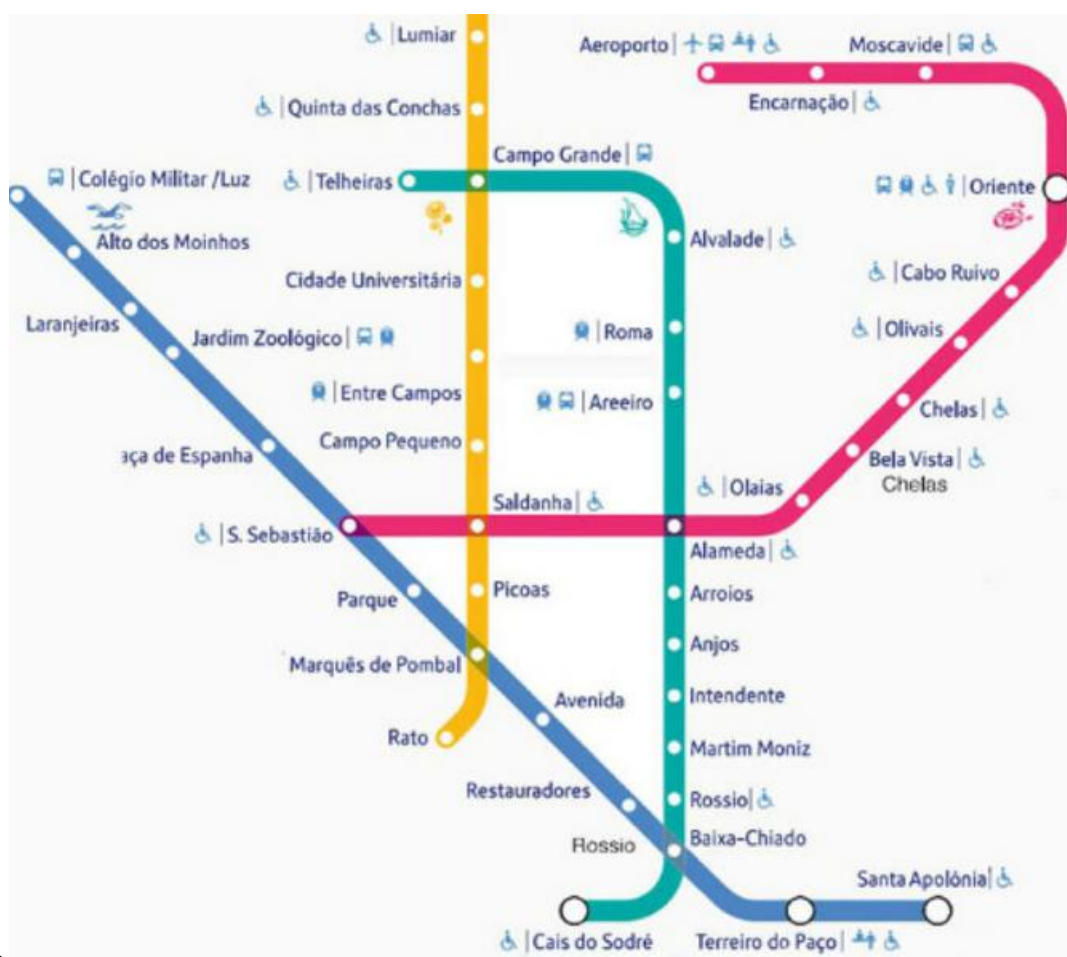 Lumiar
Aeroporto
Moscavide
Quinta das Conchas
Encarnação
Campo Grande
Colégio Militar /Luz
Telheiras
Oriente
Alto dos Moinhos
Alvalade
Cidade Universitária
Cabo Ruivo
Laranjeiras
Jardim Zoológico
Roma
Olivais
Entre Campos
Areeiro
Chelas
Campo Pequeno
aça de Espanha
Bela Vista
Chelas
Olaias
Saldanha
S. Sebastião
Alameda
Parque
Picoas
Arroios
Anjos
Marquês de Pombal
Avenida
Intendente
Rato
Martim Moniz
Restauradores
Rossio
Rossio
Baixa-Chiado
Santa Apolónia
Cais do Sodré
Terreiro do Paço